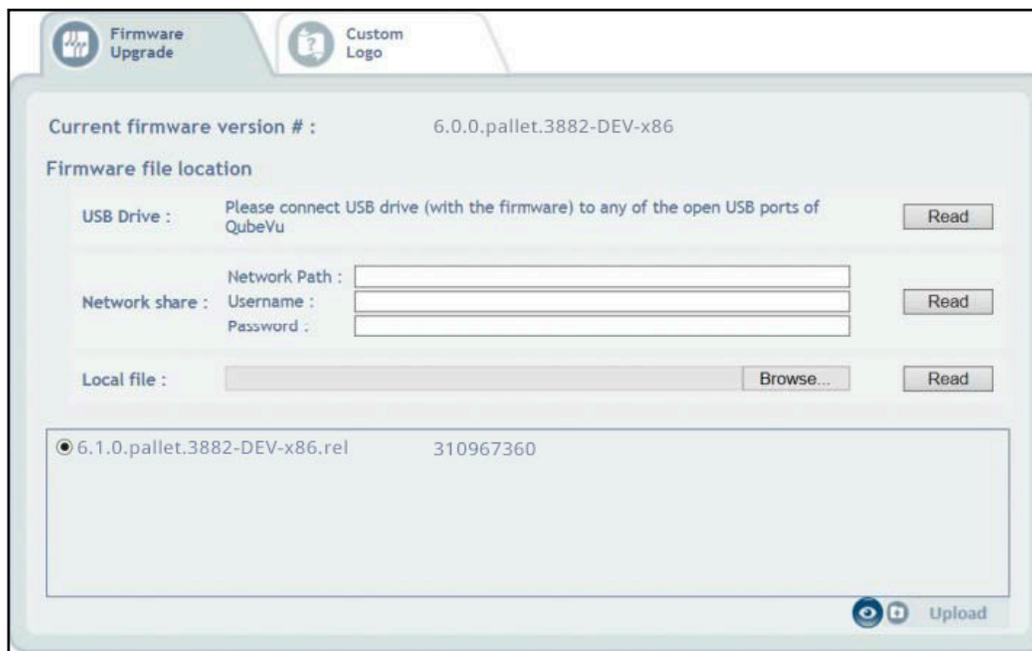 Firmware
Upgrade
Custom
Logo
Current firmware version # :
6.0.0.pallet.3882-DEV-x86
Firmware file location
USB Drive :
Please connect USB drive (with the firmware) to any of the open USB ports of
QubeVu
Read
Network share :
Network Path :
Username :
Password :
Read
Local file :
Browse...
Read
6.1.0.pallet.3882-DEV-x86.rel
310967360
Upload